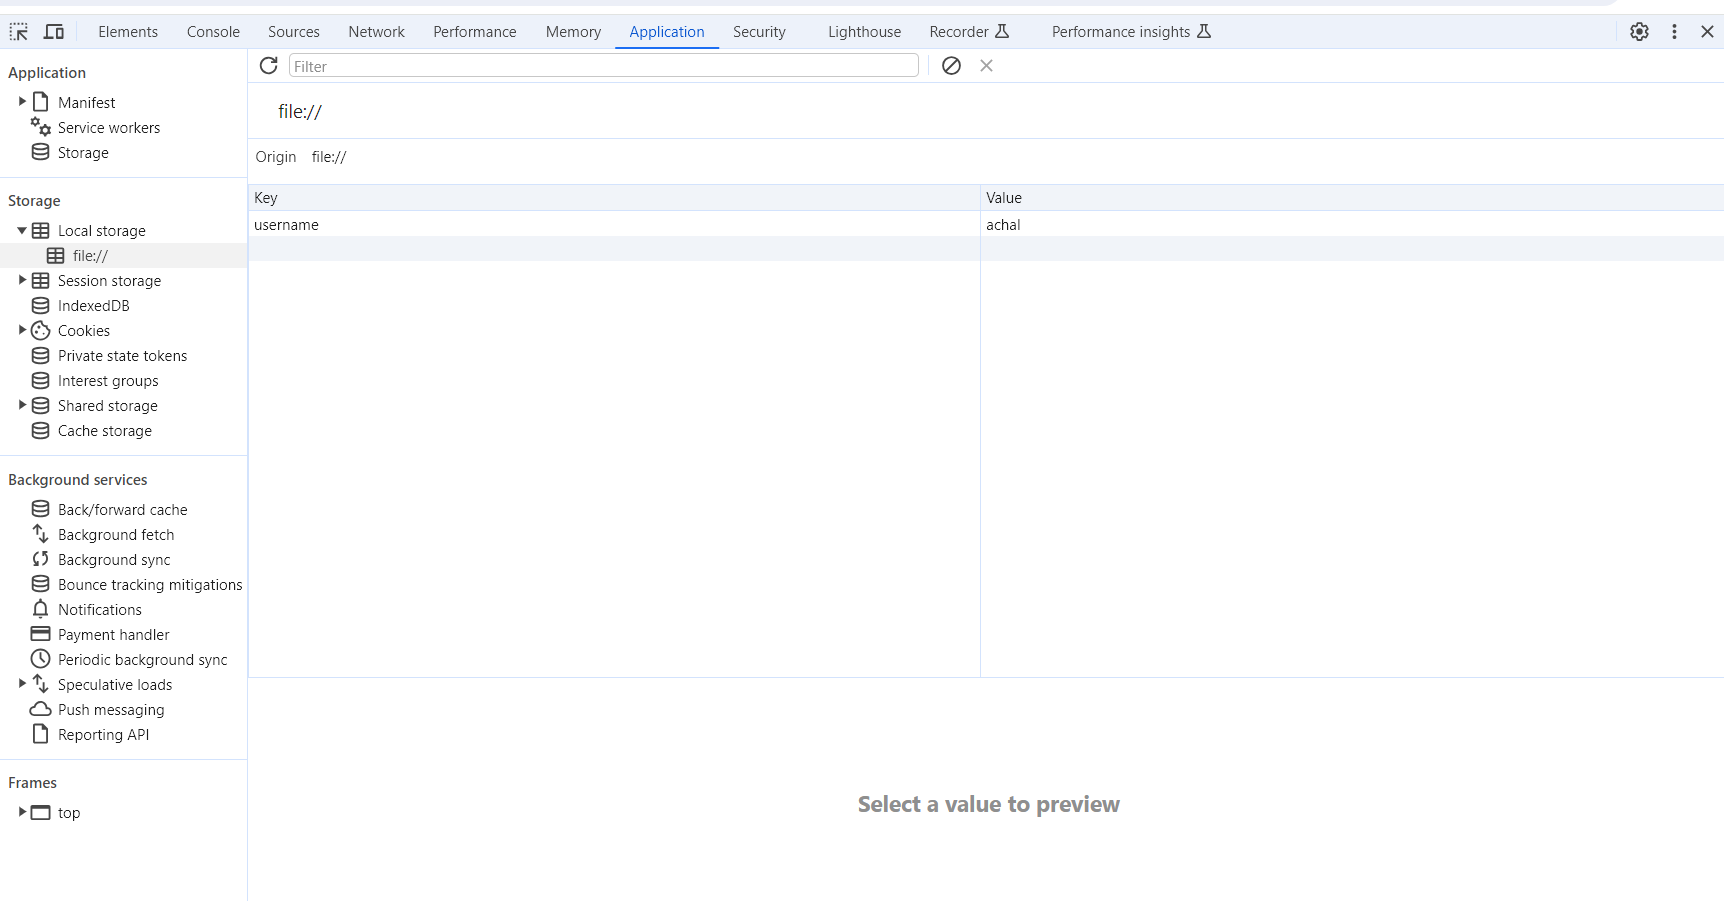 Elements Console Sources Network Performance Memory Application Security Lighthouse Recorder Performance insights
Application
Manifest
Service workers
Storage
Storage
Local storage
file://
Session storage
IndexedDB
Cookies
Private state tokens
Interest groups
Shared storage
Cache storage
Background services
Back/forward cache
Background fetch
Background sync
Bounce tracking mitigations
Notifications
Payment handler
Periodic background sync
Speculative loads
Push messaging
Reporting API
Frames
top
Filter
file://
Origin file://
Key Value
username achal
Select a value to preview